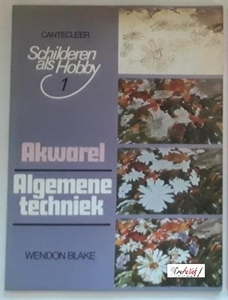 CANTECLEER
Schilderen
als Hobby
1
Akwarel
Algemene
techniek
WENDON BLAKE